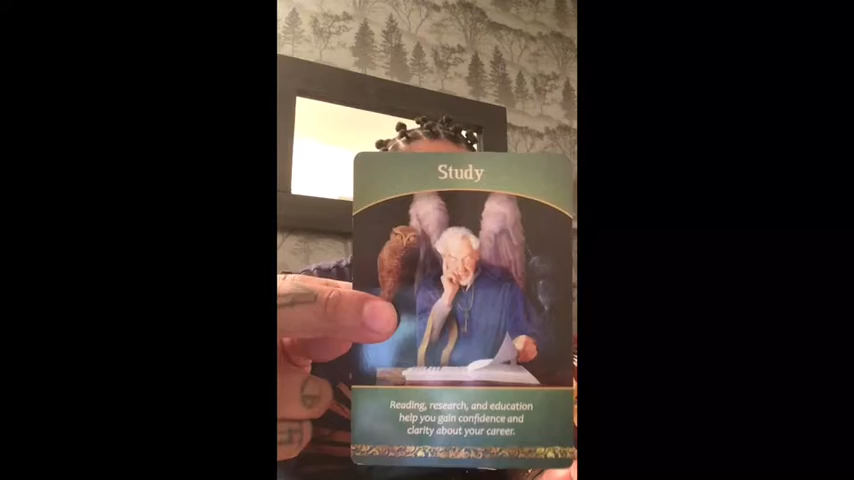 Study
Reading, research, and education
help you gain confidence and
clarity about your career.